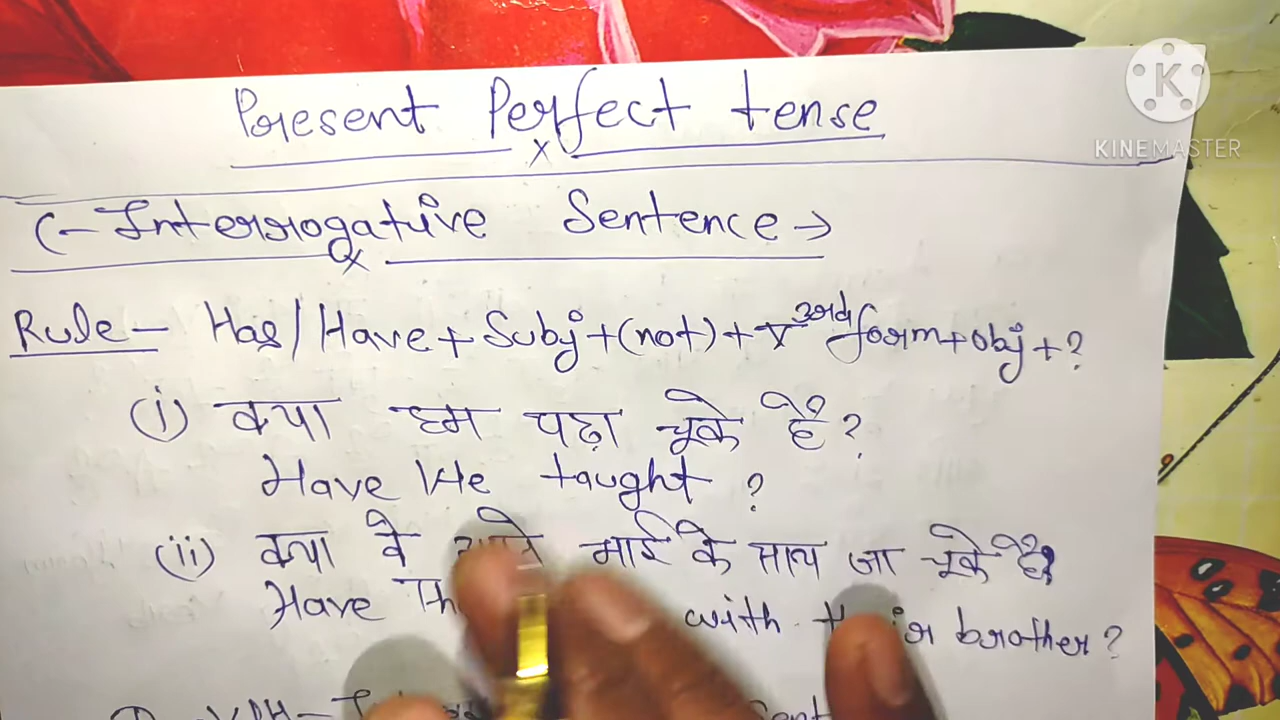 Present Perfect tense
C- Interrogative Sentence →
Rule- Has/Have + Subj + (not) + V 3rd form + obj + ?
(i) क्या हम पढ़ा चूके हैं ?
Have We taught ?
(ii) क्या वे भाई के साथ जा चूके हैं?
Have with their brother ?
K
KINEMASTER